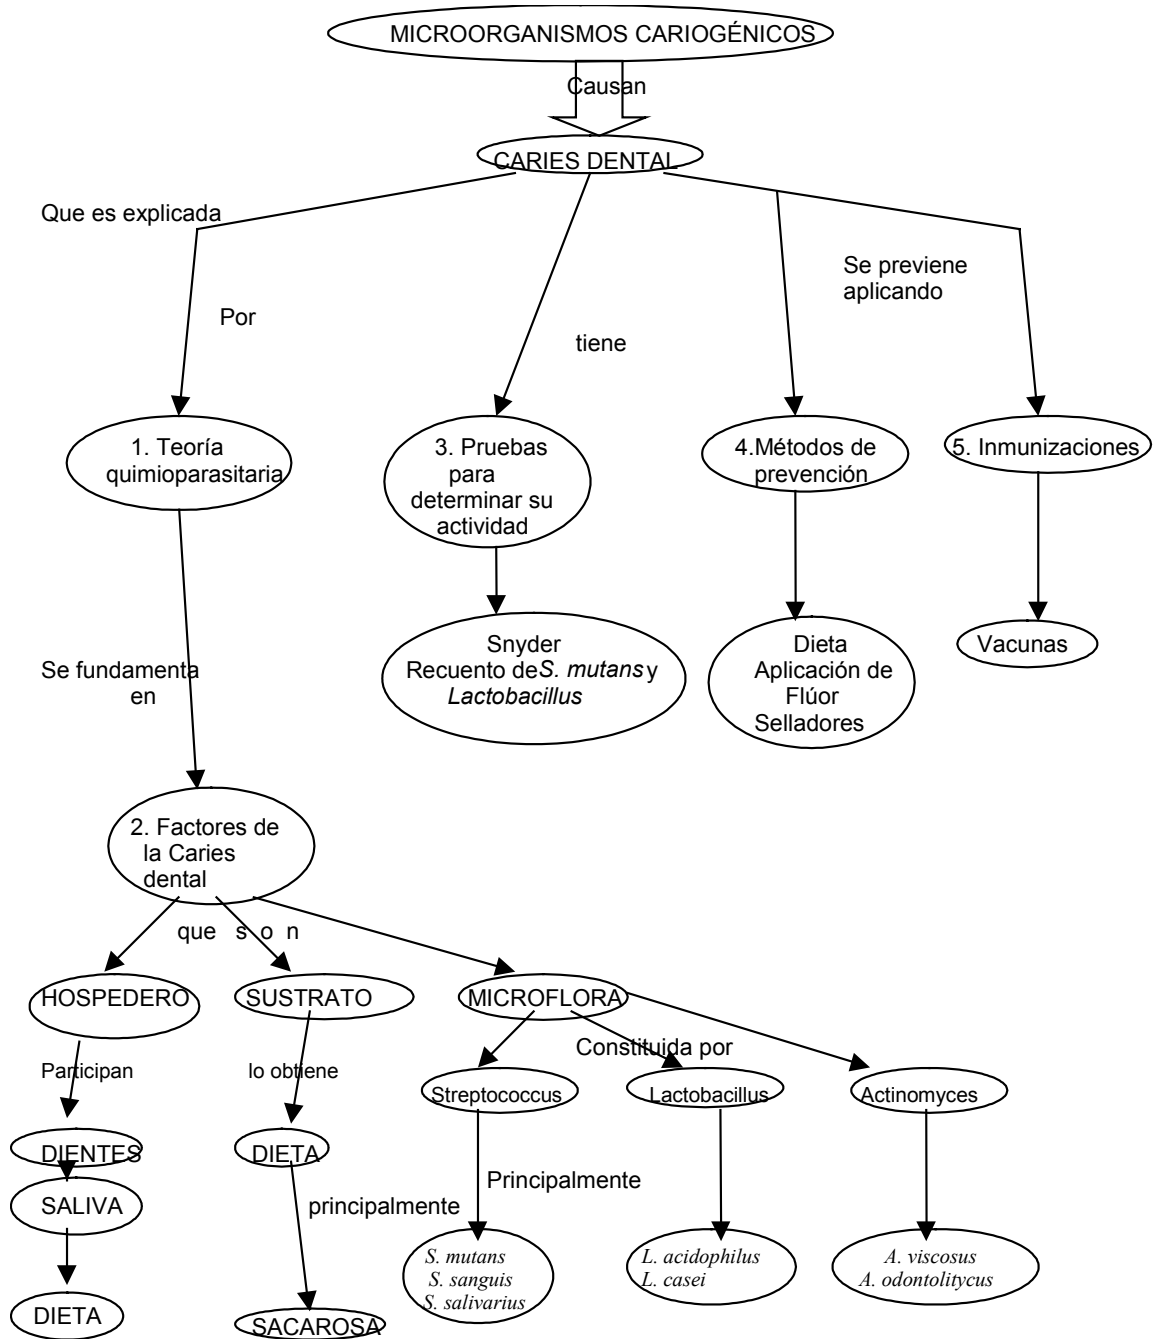 MICROORGANISMOS CARIOGÉNICOS
Causan
CARIES DENTAL
Que es explicada
Por
tiene
Se previene
aplicando
1. Teoría
quimioparasitaria
3. Pruebas
para
determinar su
actividad
4.Métodos de
prevención
5. Inmunizaciones
Se fundamenta
en
Snyder
Recuento de S. mutans y
Lactobacillus
Dieta
Aplicación de
Flúor
Selladores
Vacunas
2. Factores de
la Caries
dental
que s o n
HOSPEDERO
SUSTRATO
MICROFLORA
Participan
lo obtiene
Constituida por
Streptococcus
Lactobacillus
Actinomyces
DIENTES
DIETA
SALIVA
principalmente
Principalmente
S. mutans
S. sanguis
S. salivarius
L. acidophilus
L. casei
A. viscosus
A. odontolitycus
DIETA
SACAROSA